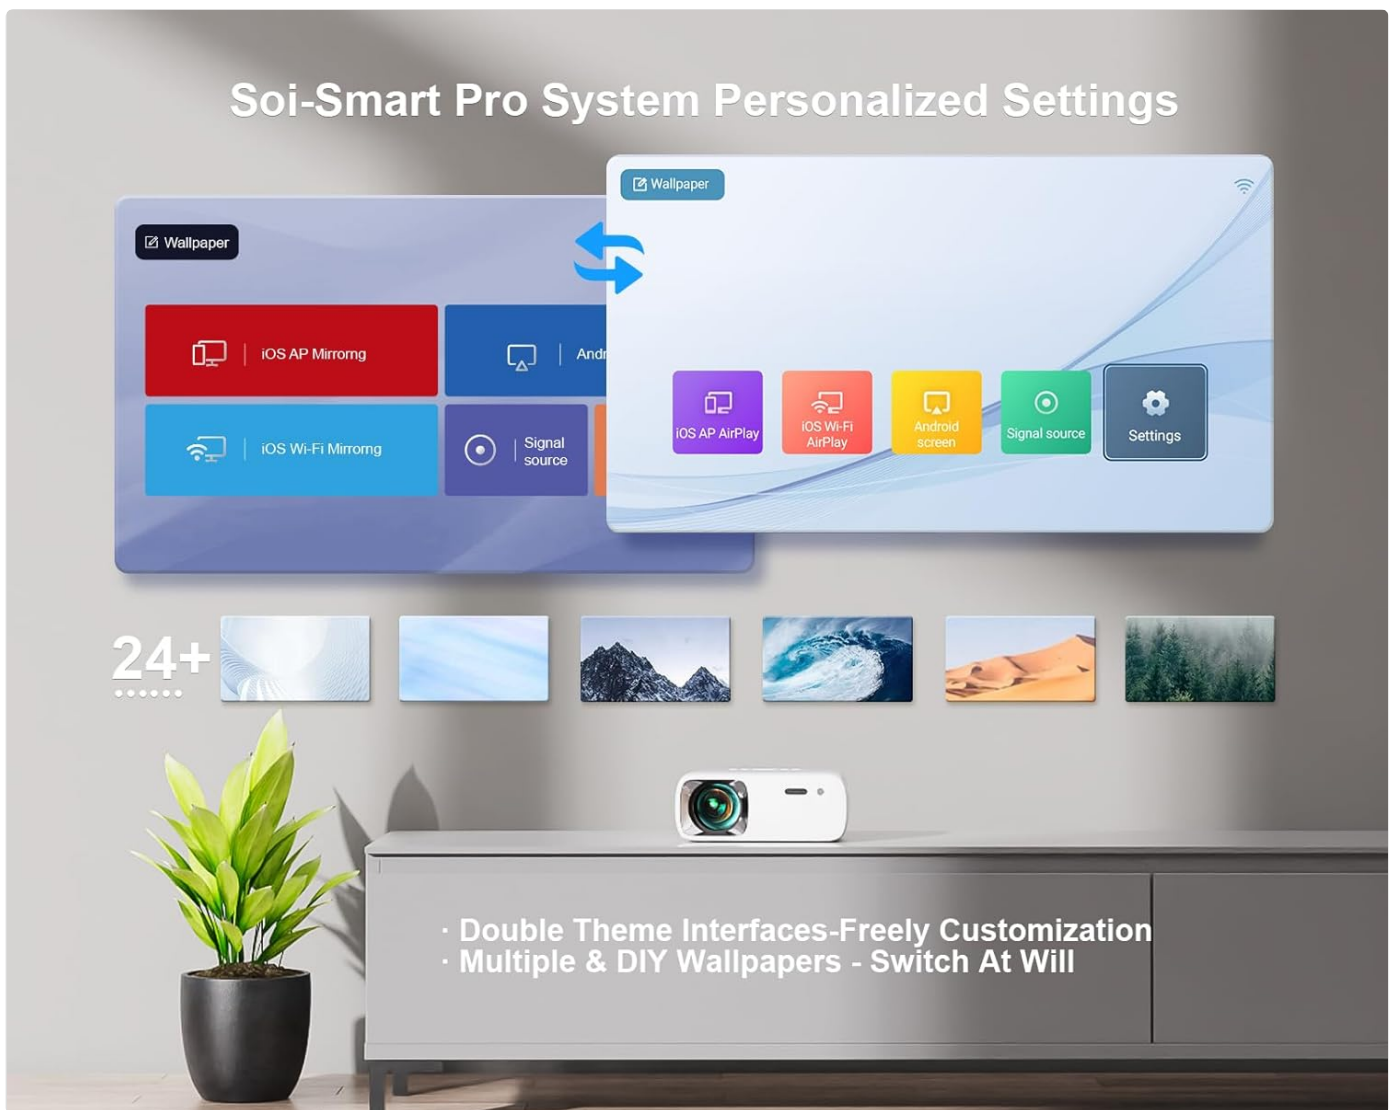 Soi-Smart Pro System Personalized Settings
Wallpaper
iOS AP Mirrorng
iOS Wi-Fi Mirrorng
Signal
source
Wallpaper
iOS AP AirPlay
iOS Wi-Fi
AirPlay
Android
screen
Signal source
Settings
24+
· Double Theme Interfaces-Freely Customization
· Multiple & DIY Wallpapers - Switch At Will